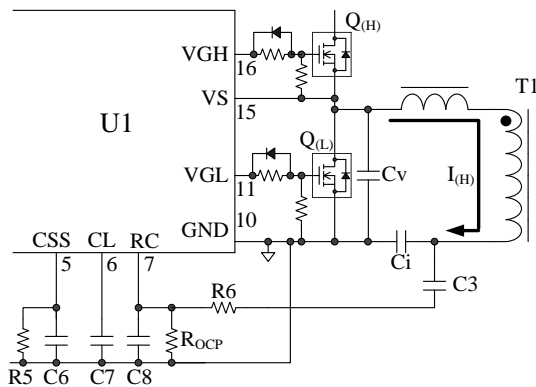 Q(H)
VGH
16
T1
VS
15
U1
Q(L)
I(H)
VGL
11
Cv
10
GND
CSS CL RC
5 6 7
Ci
C3
R6
ROCP
R5 C6 C7 C8